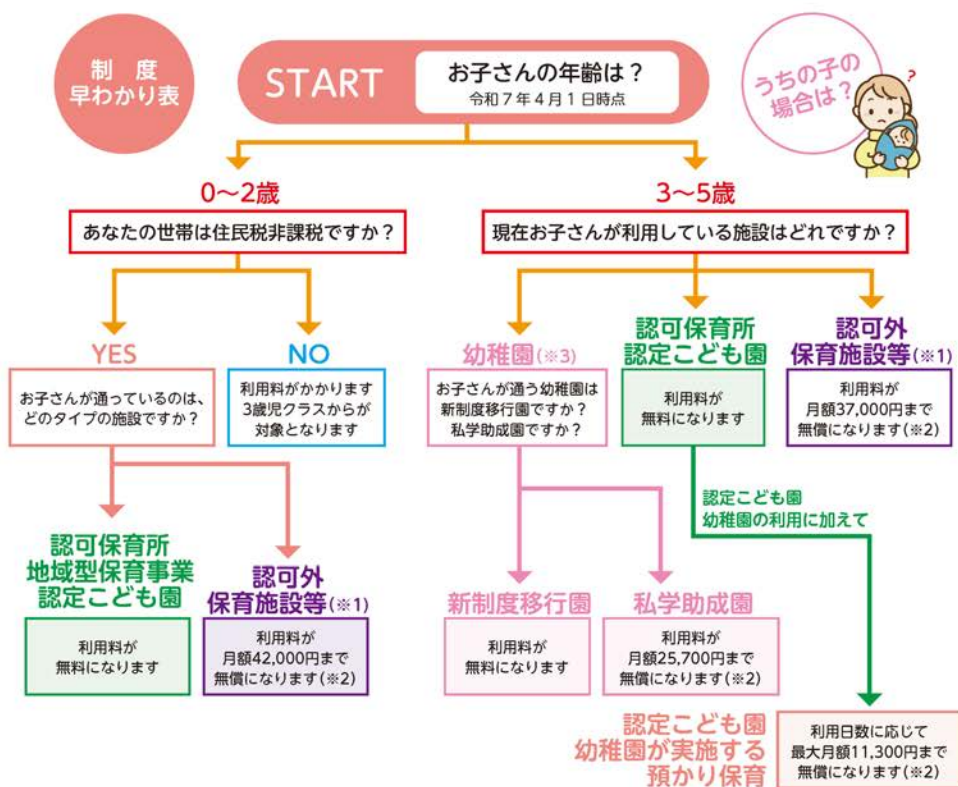 制　度
早わかり表
START
お子さんの年齢は？
令和７年４月１日時点
うちの子の
場合は？
?
0〜2歳
あなたの世帯は住民税非課税ですか？
3〜5歳
現在お子さんが利用している施設はどれですか？
YES
お子さんが通っているのは、
どのタイプの施設ですか？
NO
利用料がかかります
3歳児クラスからが
対象となります
幼稚園(※3)
お子さんが通う幼稚園は
新制度移行園ですか？
私学助成園ですか？
認可保育所
認定こども園
利用料が
無料になります
認可外
保育施設等(※1)
利用料が
月額37,000円まで
無償になります(※2)
認定こども園
幼稚園の利用に加えて
認可保育所
地域型保育事業
認定こども園
利用料が
無料になります
認可外
保育施設等(※1)
利用料が
月額42,000円まで
無償になります(※2)
新制度移行園
利用料が
無料になります
私学助成園
利用料が
月額25,700円まで
無償になります(※2)
認定こども園
幼稚園が実施する
預かり保育
利用日数に応じて
最大月額11,300円まで
無償になります(※2)